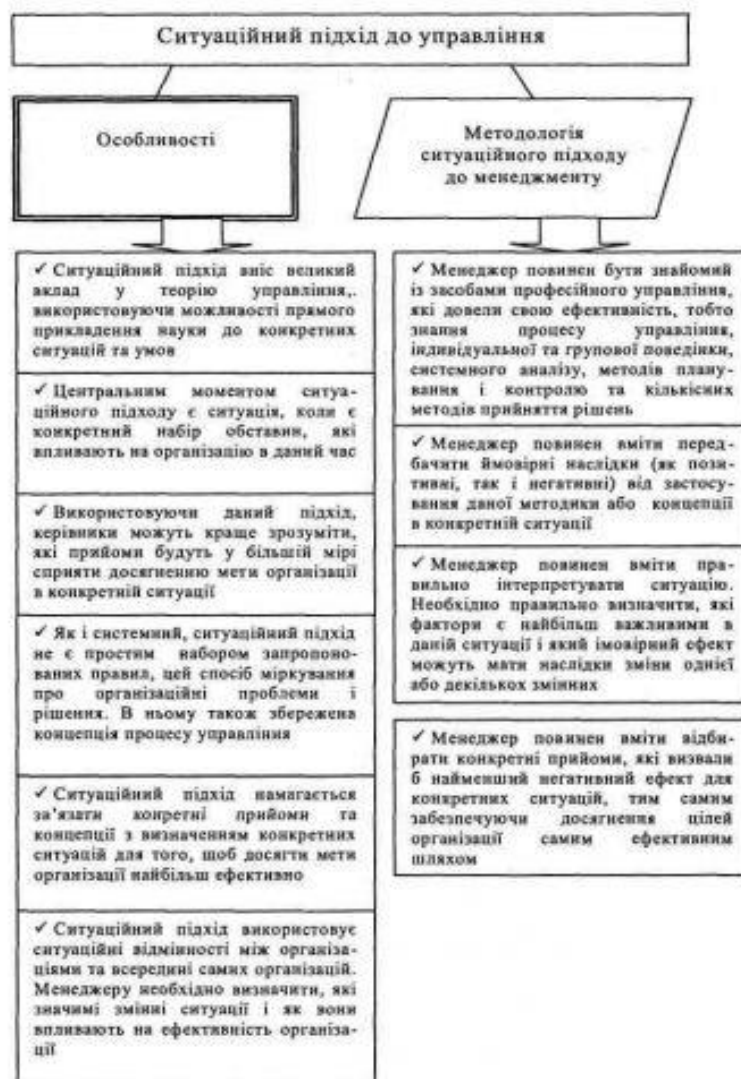 Ситуаційний підхід до управління
Особливості
Методологія
ситуаційного підходу
до менеджменту
✓ Ситуаційний підхід вніс великий
вклад у теорію управління,.
використовуючи можливості прямого
прикладення науки до конкретних
ситуацій та умов
✓ Центральним моментом ситуа-
ційного підходу є ситуація, коли є
конкретний набір обставин, які
впливають на організацію в даний час
✓ Використовуючи даний підхід,
керівники можуть краще зрозуміти,
які прийоми будуть у більшій мірі
сприяти досягненню мети організації
в конкретній ситуації
✓ Як і системний, ситуаційний підхід
не є простим набором запропоно-
ваних правил, цей спосіб міркування
про організаційні проблеми і
рішення. В ньому також збережена
концепція процесу управління
✓ Ситуаційний підхід намагається
зв'язати конретні прийоми та
концепції з визначенням конкретних
ситуацій для того, щоб досягти мети
організації найбільш ефективно
✓ Ситуаційний підхід використовує
ситуаційні відмінності між організа-
ціями та всередині самих організацій.
Менеджеру необхідно визначити, які
значимі змінні ситуації і як вони
впливають на ефективність організа-
ції
✓ Менеджер повинен бути знайомий
із засобами професійного управління,
які довели свою ефективність, тобто
знання процесу управління,
індивідуальної та групової поведінки,
системного аналізу, методів плану-
вання і контролю та кількісних
методів прийняття рішень
✓ Менеджер повинен вміти перед-
бачити ймовірні наслідки (як пози-
тивні, так і негативні) від застосу-
вання даної методики або концепції
в конкретній ситуації
✓ Менеджер повинен вміти пра-
вильно інтерпретувати ситуацію.
Необхідно правильно визначити, які
фактори є найбільш важливими в
даній ситуації і який імовірний ефект
можуть мати наслідки зміни однієї
або декількох змінних
✓ Менеджер повинен вміти відби-
рати конкретні прийоми, які визвали
б найменший негативний ефект для
конкретних ситуацій, тим самим
забезпечуючи досягнення цілей
організації самим ефективним
шляхом